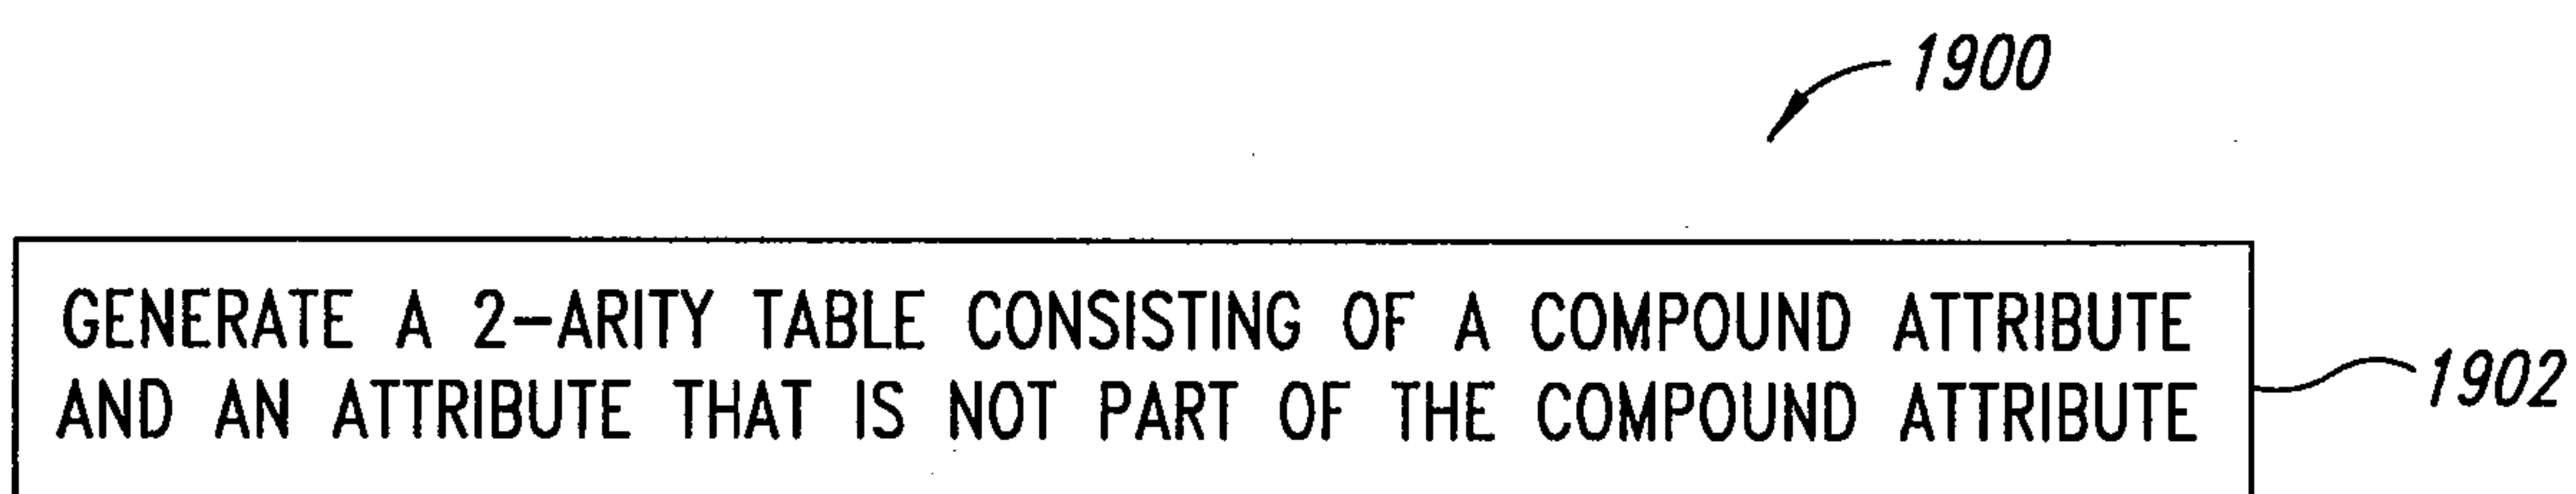 1900
GENERATE A 2-ARITY TABLE CONSISTING OF A COMPOUND ATTRIBUTE
AND AN ATTRIBUTE THAT IS NOT PART OF THE COMPOUND ATTRIBUTE
1902